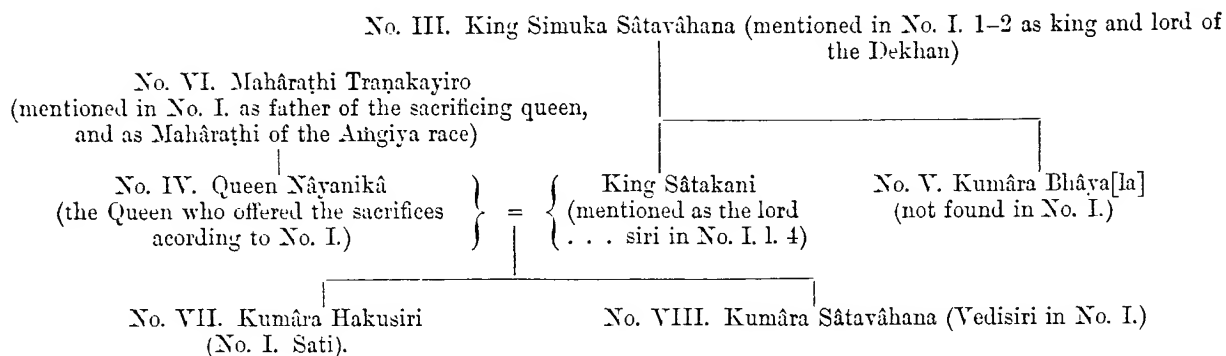 No. III. King Simuka Sâtavâhana (mentioned in No. I. 1–2 as king and lord of
the Dekhan)
No. VI. Mahâraṭhi Traṇakayiro
(mentioned in No. I. as father of the sacrificing queen,
and as Mahâraṭhi of the Aṁgiya race)
No. IV. Queen Nâyanikâ
(the Queen who offered the sacrifices
acording to No. I.)
=
King Sâtakani
(mentioned as the lord
. . . siri in No. I. l. 4)
No. V. Kumâra Bhâya[la]
(not found in No. I.)
No. VII. Kumâra Hakusiri
(No. I. Sati).
No. VIII. Kumâra Sâtavâhana (Vedisiri in No. I.)